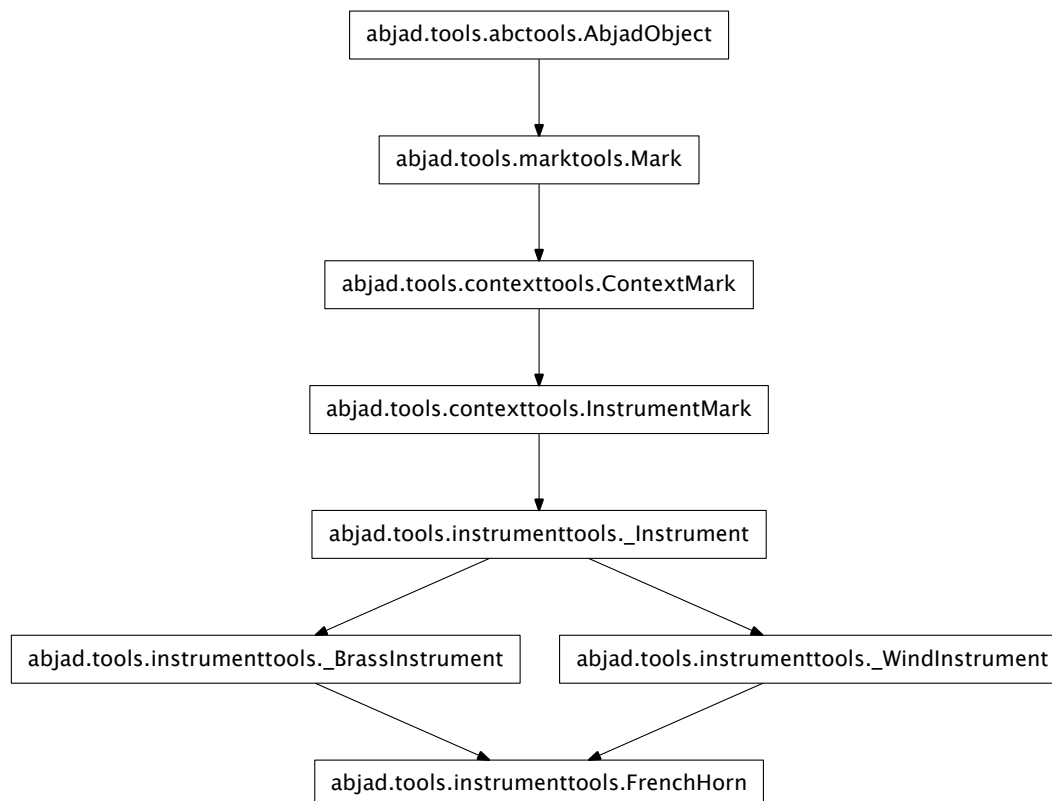 abjad.tools.abctools.AbjadObject
abjad.tools.marktools.Mark
abjad.tools.contexttools.ContextMark
abjad.tools.contexttools.InstrumentMark
abjad.tools.instrumenttools._Instrument
abjad.tools.instrumenttools._BrassInstrument
abjad.tools.instrumenttools._WindInstrument
abjad.tools.instrumenttools.FrenchHorn